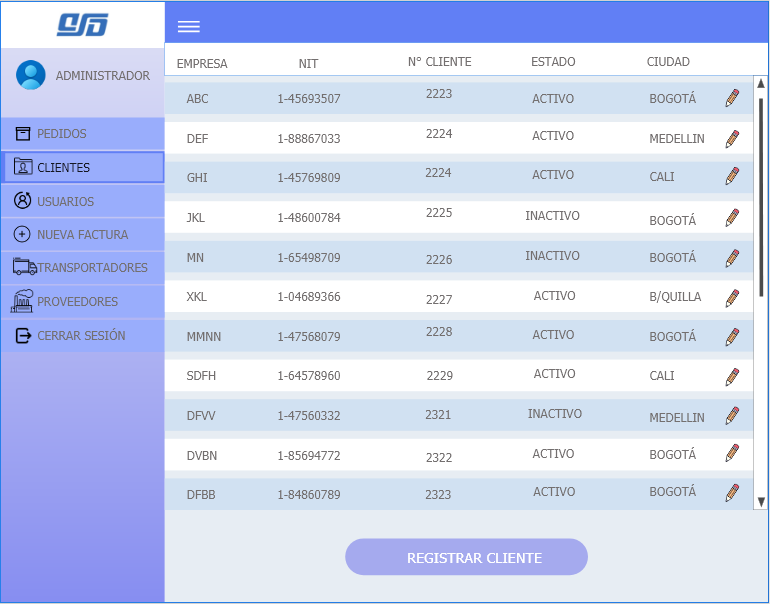 ADMINISTRADOR
PEDIDOS
CLIENTES
USUARIOS
NUEVA FACTURA
TRANSPORTADORES
PROVEEDORES
CERRAR SESIÓN
EMPRESA NIT N° CLIENTE ESTADO CIUDAD
ABC 1-45693507 2223 ACTIVO BOGOTÁ
DEF 1-88867033 2224 ACTIVO MEDELLIN
GHI 1-45769809 2224 ACTIVO CALI
JKL 1-48600784 2225 INACTIVO BOGOTÁ
MN 1-65498709 2226 INACTIVO BOGOTÁ
XKL 1-04689366 2227 ACTIVO B/QUILLA
MMNN 1-47568079 2228 ACTIVO BOGOTÁ
SDFH 1-64578960 2229 ACTIVO CALI
DFVV 1-47560332 2321 INACTIVO MEDELLIN
DVBN 1-85694772 2322 ACTIVO BOGOTÁ
DFBB 1-84860789 2323 ACTIVO BOGOTÁ
REGISTRAR CLIENTE